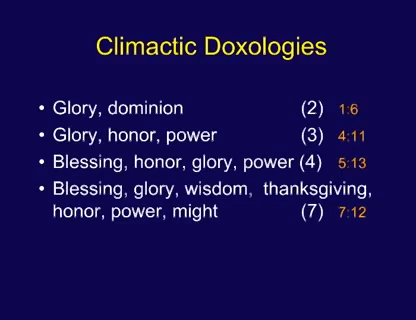 Climactic Doxologies
• Glory, dominion (2) 1:6
• Glory, honor, power (3) 4:11
• Blessing, honor, glory, power (4) 5:13
• Blessing, glory, wisdom, thanksgiving,
honor, power, might (7) 7:12